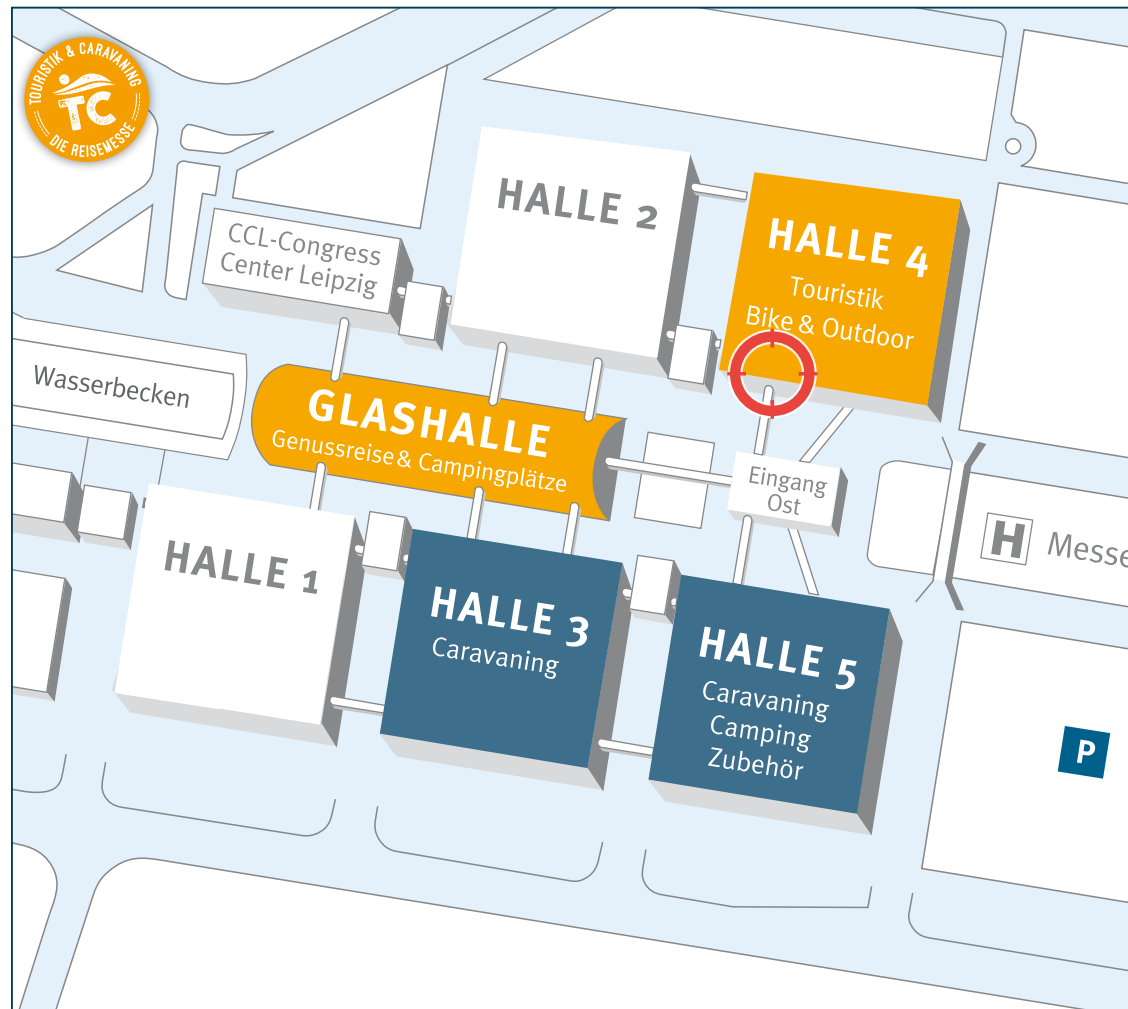 TOURISTIK & CARAVANING
TC
DIE REISEMESSE
HALLE 2
HALLE 4
Touristik
Bike & Outdoor
CCL-Congress
Center Leipzig
Wasserbecken
GLASHALLE
Genussreise & Campingplätze
Eingang
Ost
H Messe
HALLE 1
HALLE 3
Caravaning
HALLE 5
Caravaning
Camping
Zubehör
P